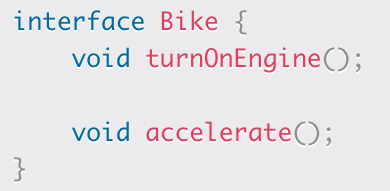 interface Bike {
    void turnOnEngine();

    void accelerate();
}